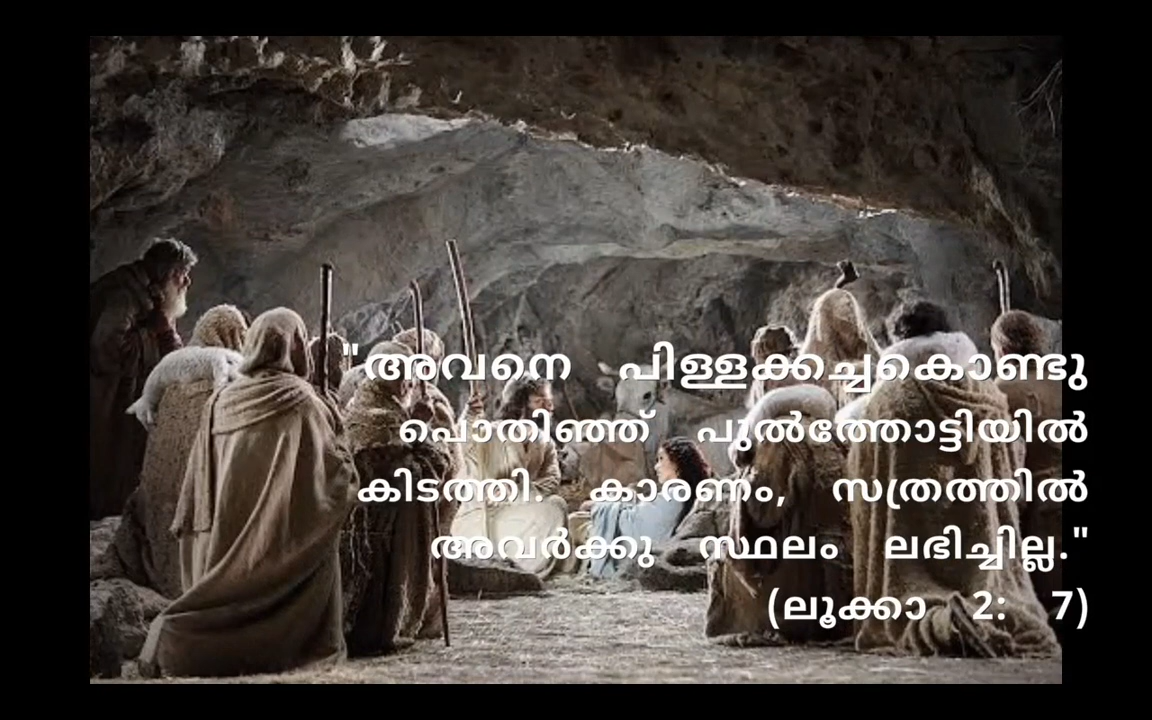 "അവനെ പിള്ളക്കച്ചകൊണ്ടു
പൊതിഞ്ഞ് പുൽത്തോട്ടിയിൽ
കിടത്തി. കാരണം, സത്രത്തിൽ
അവർക്കു സ്ഥലം ലഭിച്ചില്ല."
(ലൂക്കാ 2: 7)